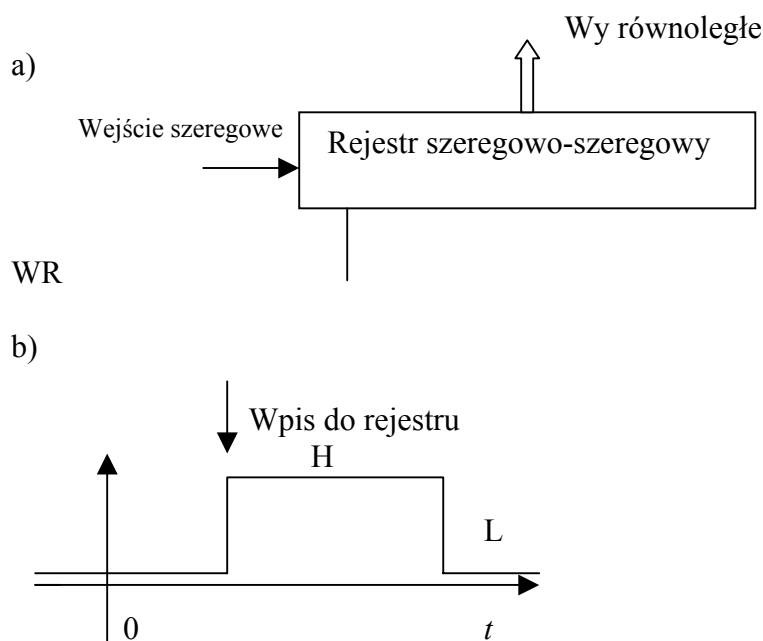 Wy równoległe
a)
Wejście szeregowe
Rejestr szeregowo-szeregowy
WR
b)
Wpis do rejestru
H
L
0
t